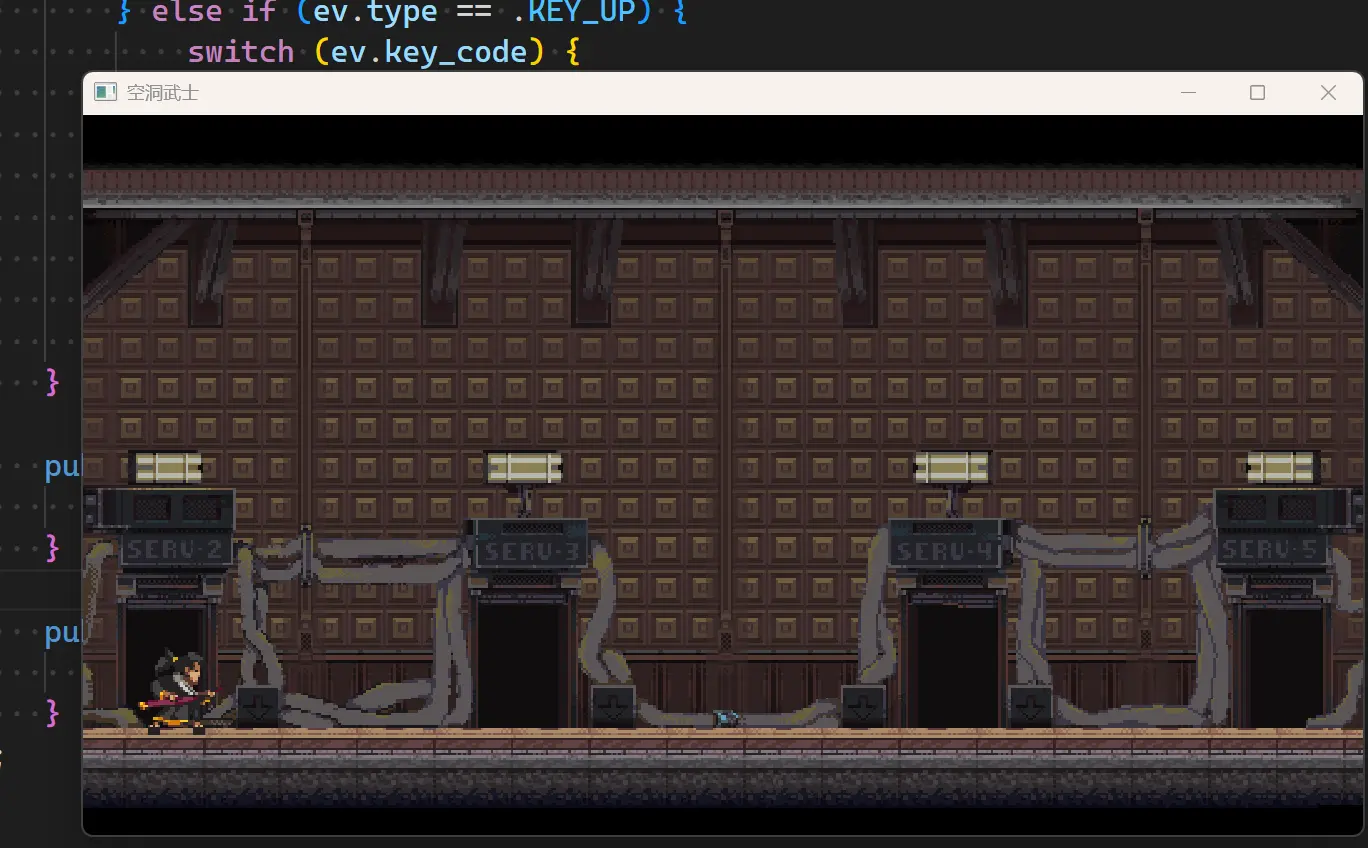 } else if (ev.type == .KEY_UP) {
switch (ev.key_code) {
空洞武士
}
pu
}
pu
}
SERV-2
SERV-3
SERV-4
SERV-5